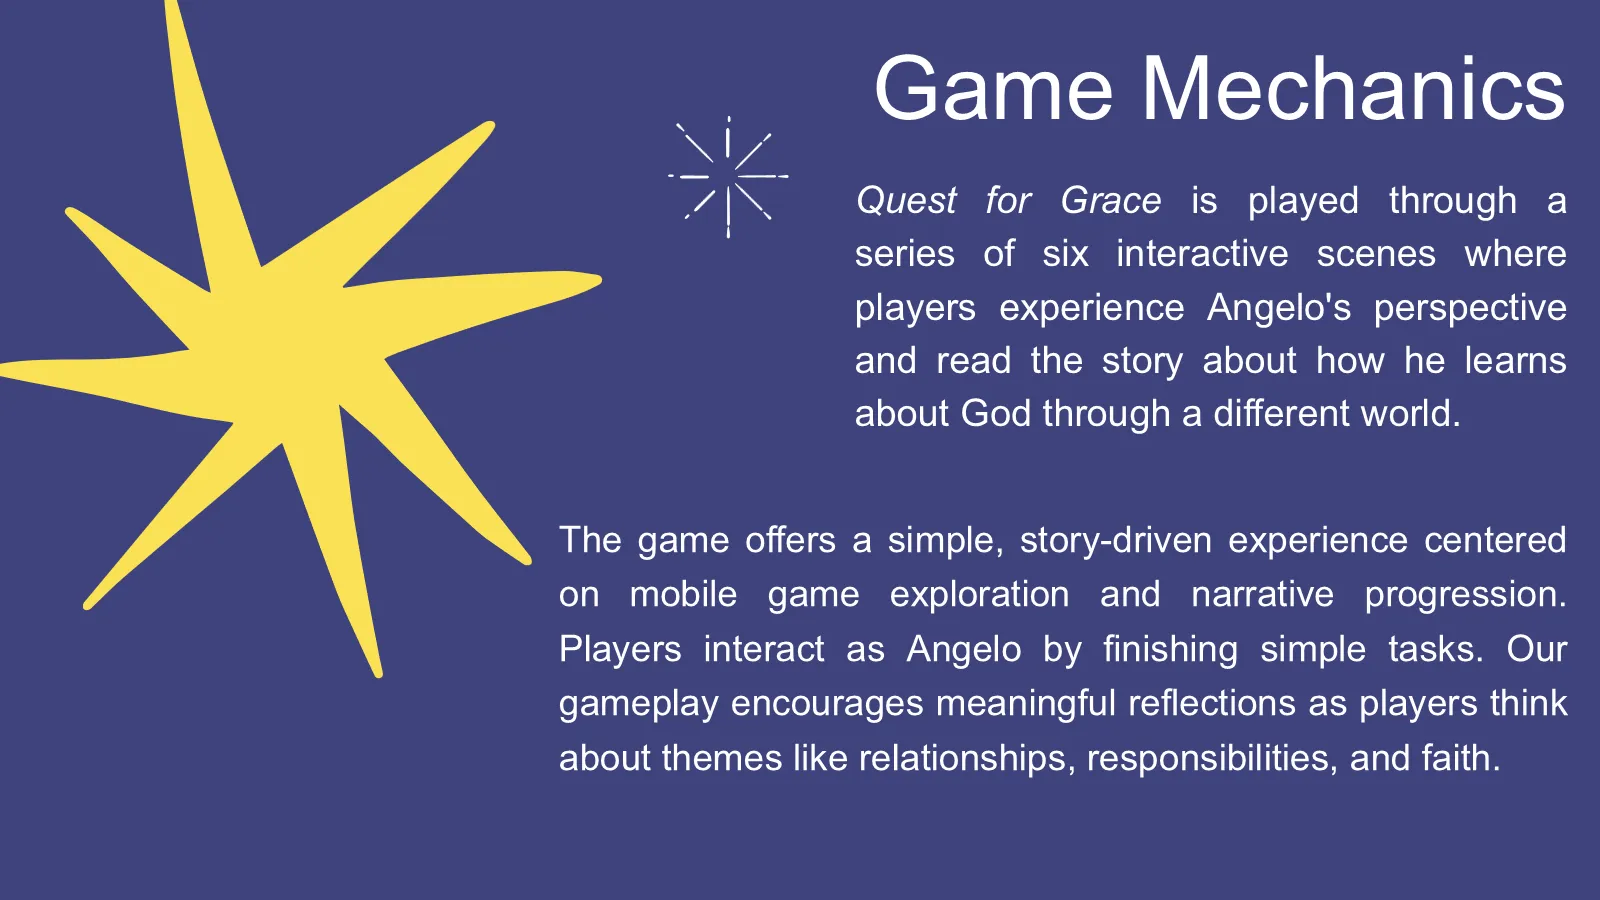 Game Mechanics
Quest for Grace is played through a
series of six interactive scenes where
players experience Angelo's perspective
and read the story about how he learns
about God through a different world.
The game offers a simple, story-driven experience centered
on mobile game exploration and narrative progression.
Players interact as Angelo by finishing simple tasks. Our
gameplay encourages meaningful reflections as players think
about themes like relationships, responsibilities, and faith.